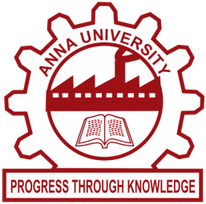 ANNA UNIVERSITY
PROGRESS THROUGH KNOWLEDGE